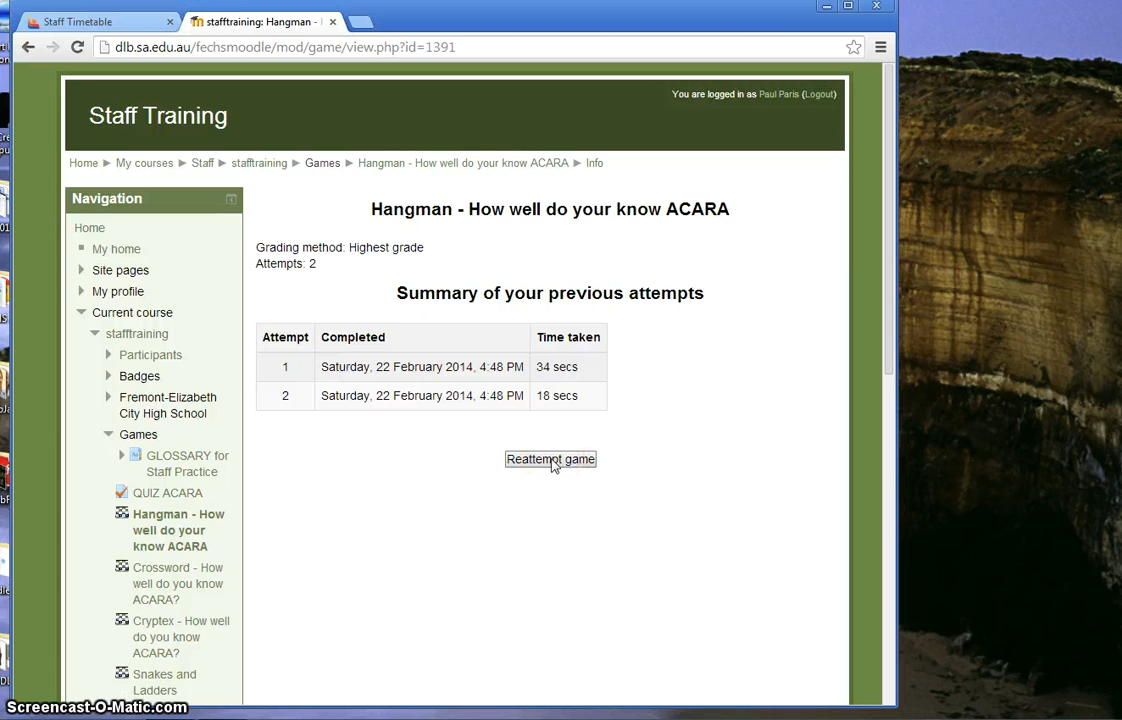 Staff Timetable
stafftraining: Hangman -
dlb.sa.edu.au/fechsmoodle/mod/game/view.php?id=1391
You are logged in as Paul Paris (Logout)
Staff Training
Home ► My courses ► Staff ► stafftraining ► Games ► Hangman - How well do your know ACARA ► Info
Navigation
Home
My home
Site pages
My profile
Current course
stafftraining
Participants
Badges
Fremont-Elizabeth
City High School
Games
GLOSSARY for
Staff Practice
QUIZ ACARA
Hangman - How
well do your
know ACARA
Crossword - How
well do you know
ACARA?
Cryptex - How well
do you know
ACARA?
Snakes and
Ladders
Hangman - How well do your know ACARA
Grading method: Highest grade
Attempts: 2
Summary of your previous attempts
Attempt Completed Time taken
1 Saturday, 22 February 2014, 4:48 PM 34 secs
2 Saturday, 22 February 2014, 4:48 PM 18 secs
Reattempt game
Screencast-O-Matic.com